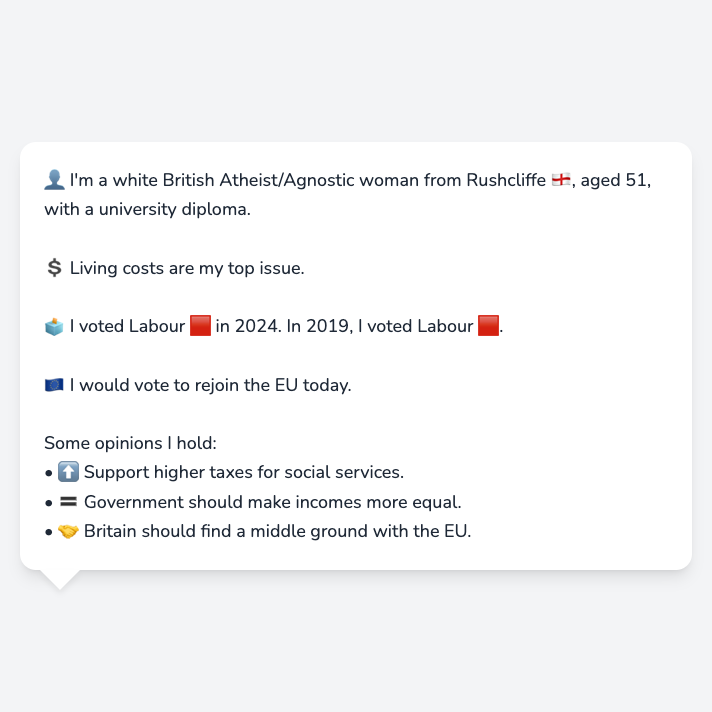 👤 I'm a white British Atheist/Agnostic woman from Rushcliffe 🏴󠁧󠁢󠁥󠁮󠁧󠁿, aged 51,
with a university diploma.
💲 Living costs are my top issue.
🗳️ I voted Labour 🟥 in 2024. In 2019, I voted Labour 🟥.
🇪🇺 I would vote to rejoin the EU today.
Some opinions I hold:
• ⬆️ Support higher taxes for social services.
• 🟰 Government should make incomes more equal.
• 🤝 Britain should find a middle ground with the EU.